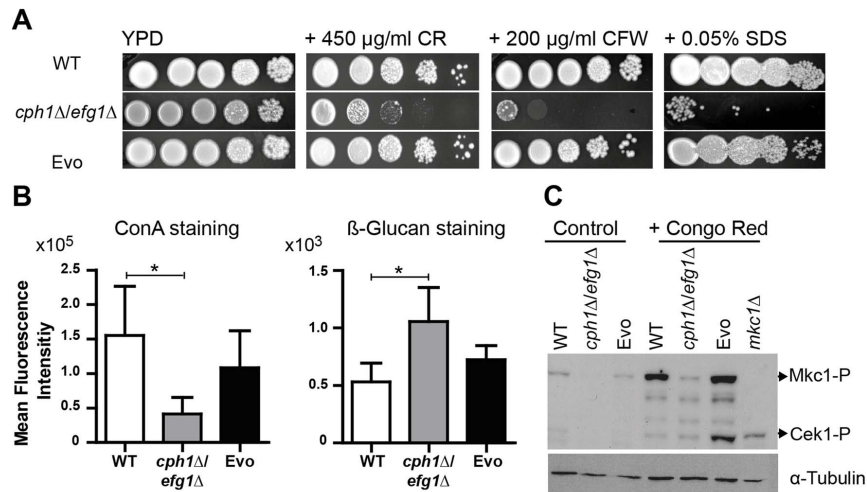 A
YPD
+ 450 µg/ml CR
+ 200 µg/ml CFW
+ 0.05% SDS
WT
cph1Δ/efg1Δ
Evo
B
ConA staining
ß-Glucan staining
x10⁵
x10³
Mean Fluorescence
Intensitiy
2.5
2.0
1.5
1.0
0.5
0.0
*
WT
cph1Δ/
efg1Δ
Evo
1.5
1.0
0.5
0.0
*
WT
cph1Δ/
efg1Δ
Evo
C
Control
+ Congo Red
WT
cph1Δ/efg1Δ
Evo
WT
cph1Δ/efg1Δ
Evo
mkc1Δ
Mkc1-P
Cek1-P
α-Tubulin